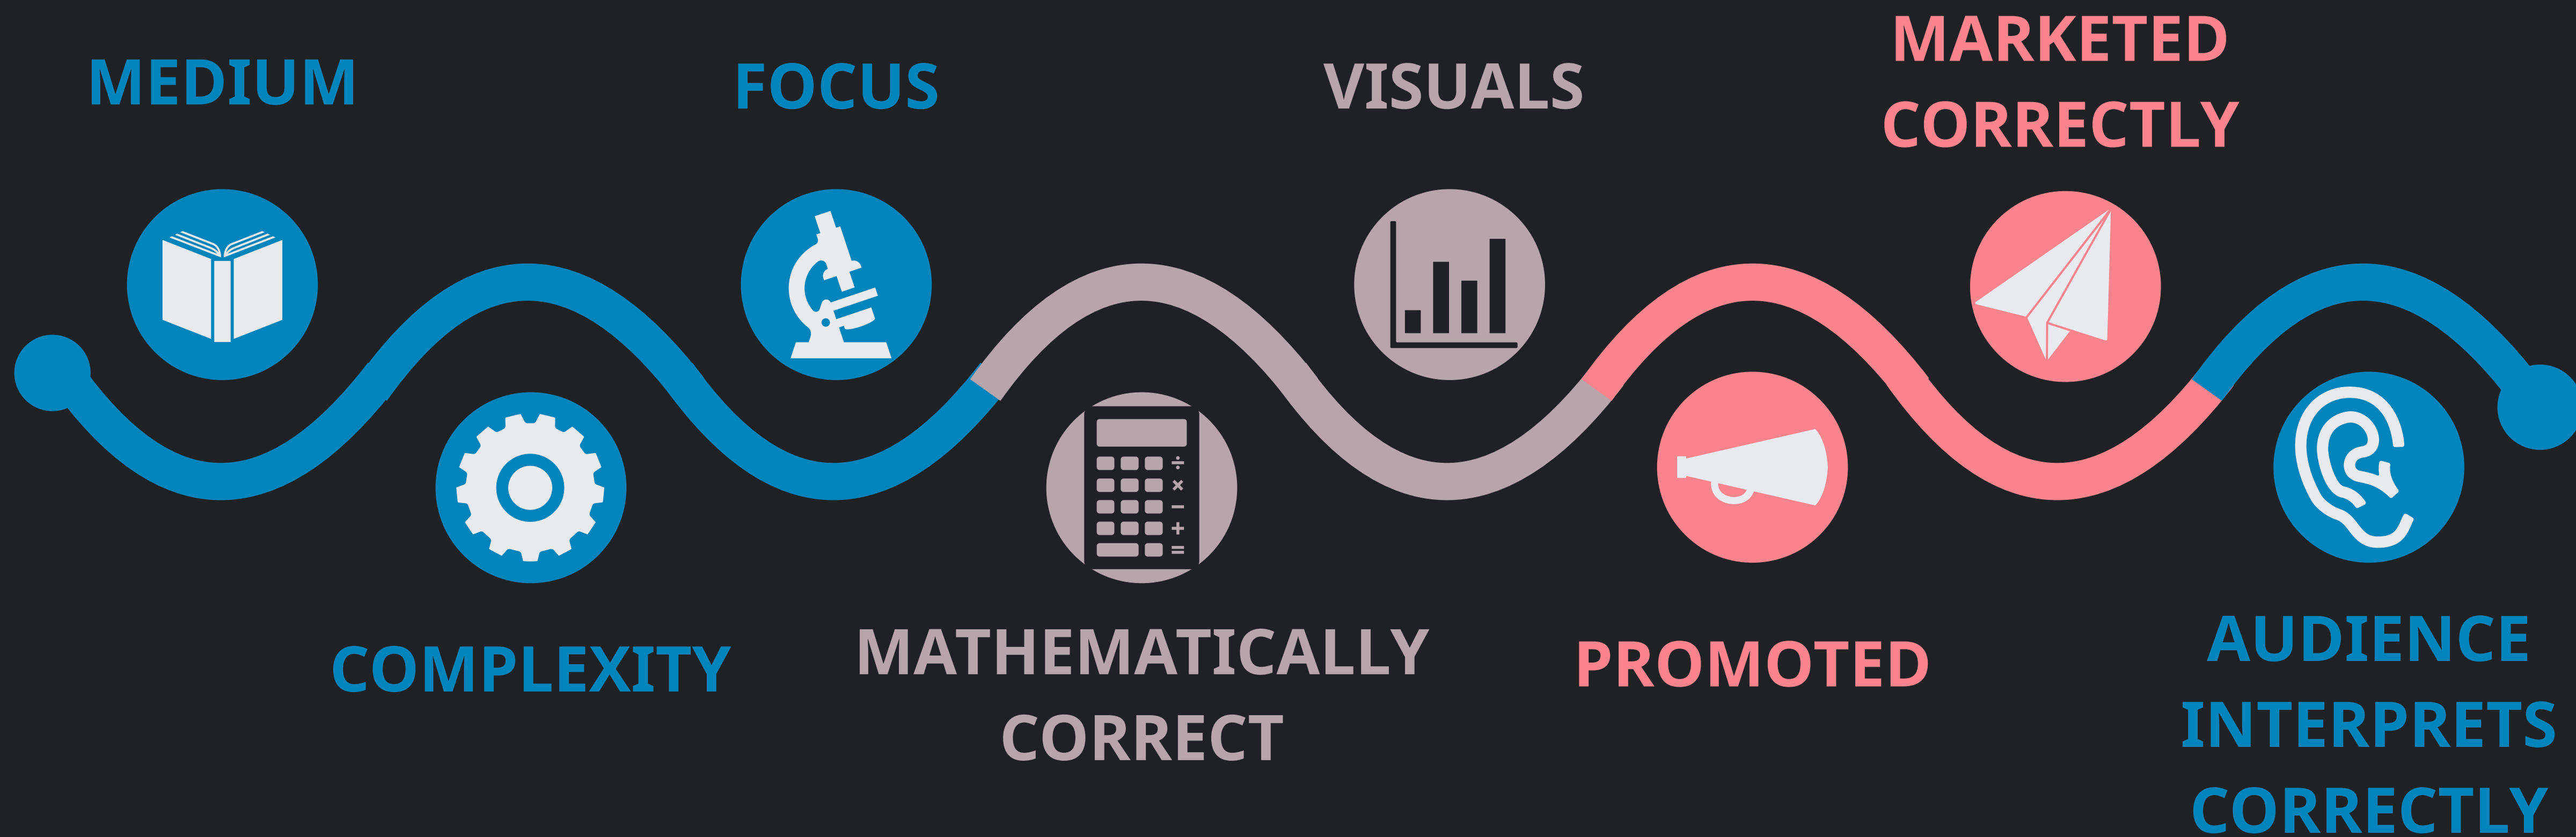 MEDIUM
COMPLEXITY
FOCUS
MATHEMATICALLY
CORRECT
÷
×
−
+
=
VISUALS
PROMOTED
MARKETED
CORRECTLY
AUDIENCE
INTERPRETS
CORRECTLY